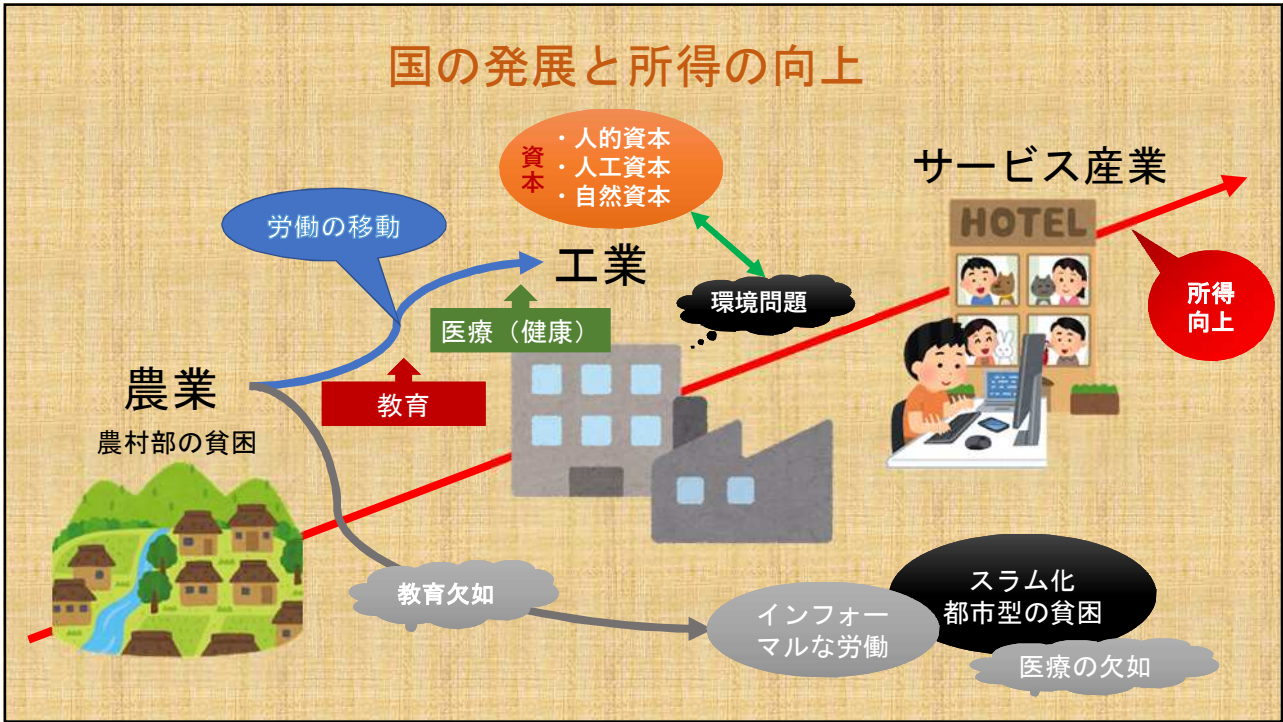 国の発展と所得の向上
資本
・人的資本
・人工資本
・自然資本
サービス産業
労働の移動
HOTEL
工業
環境問題
所得
向上
医療（健康）
農業
教育
農村部の貧困
教育欠如
スラム化
都市型の貧困
インフォー
マルな労働
医療の欠如